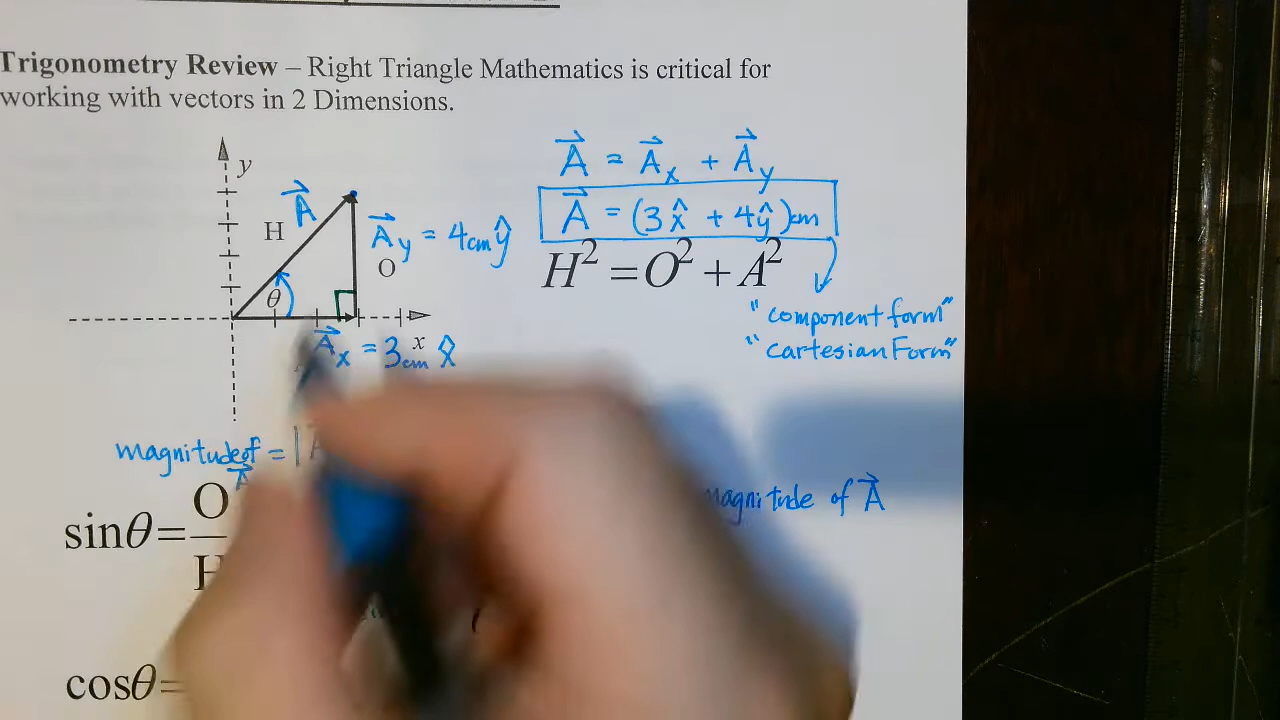 Trigonometry Review – Right Triangle Mathematics is critical for
working with vectors in 2 Dimensions.
y
A⃗
H
A⃗y = 4cm ŷ
O
θ
x
A⃗x = 3cm x̂
A⃗ = A⃗x + A⃗y
A⃗ = (3x̂ + 4ŷ)cm
H² = O² + A²
"component form"
"Cartesian Form"
magnitude of A⃗ = |
magnitude of A⃗
sinθ = O/H
cosθ =